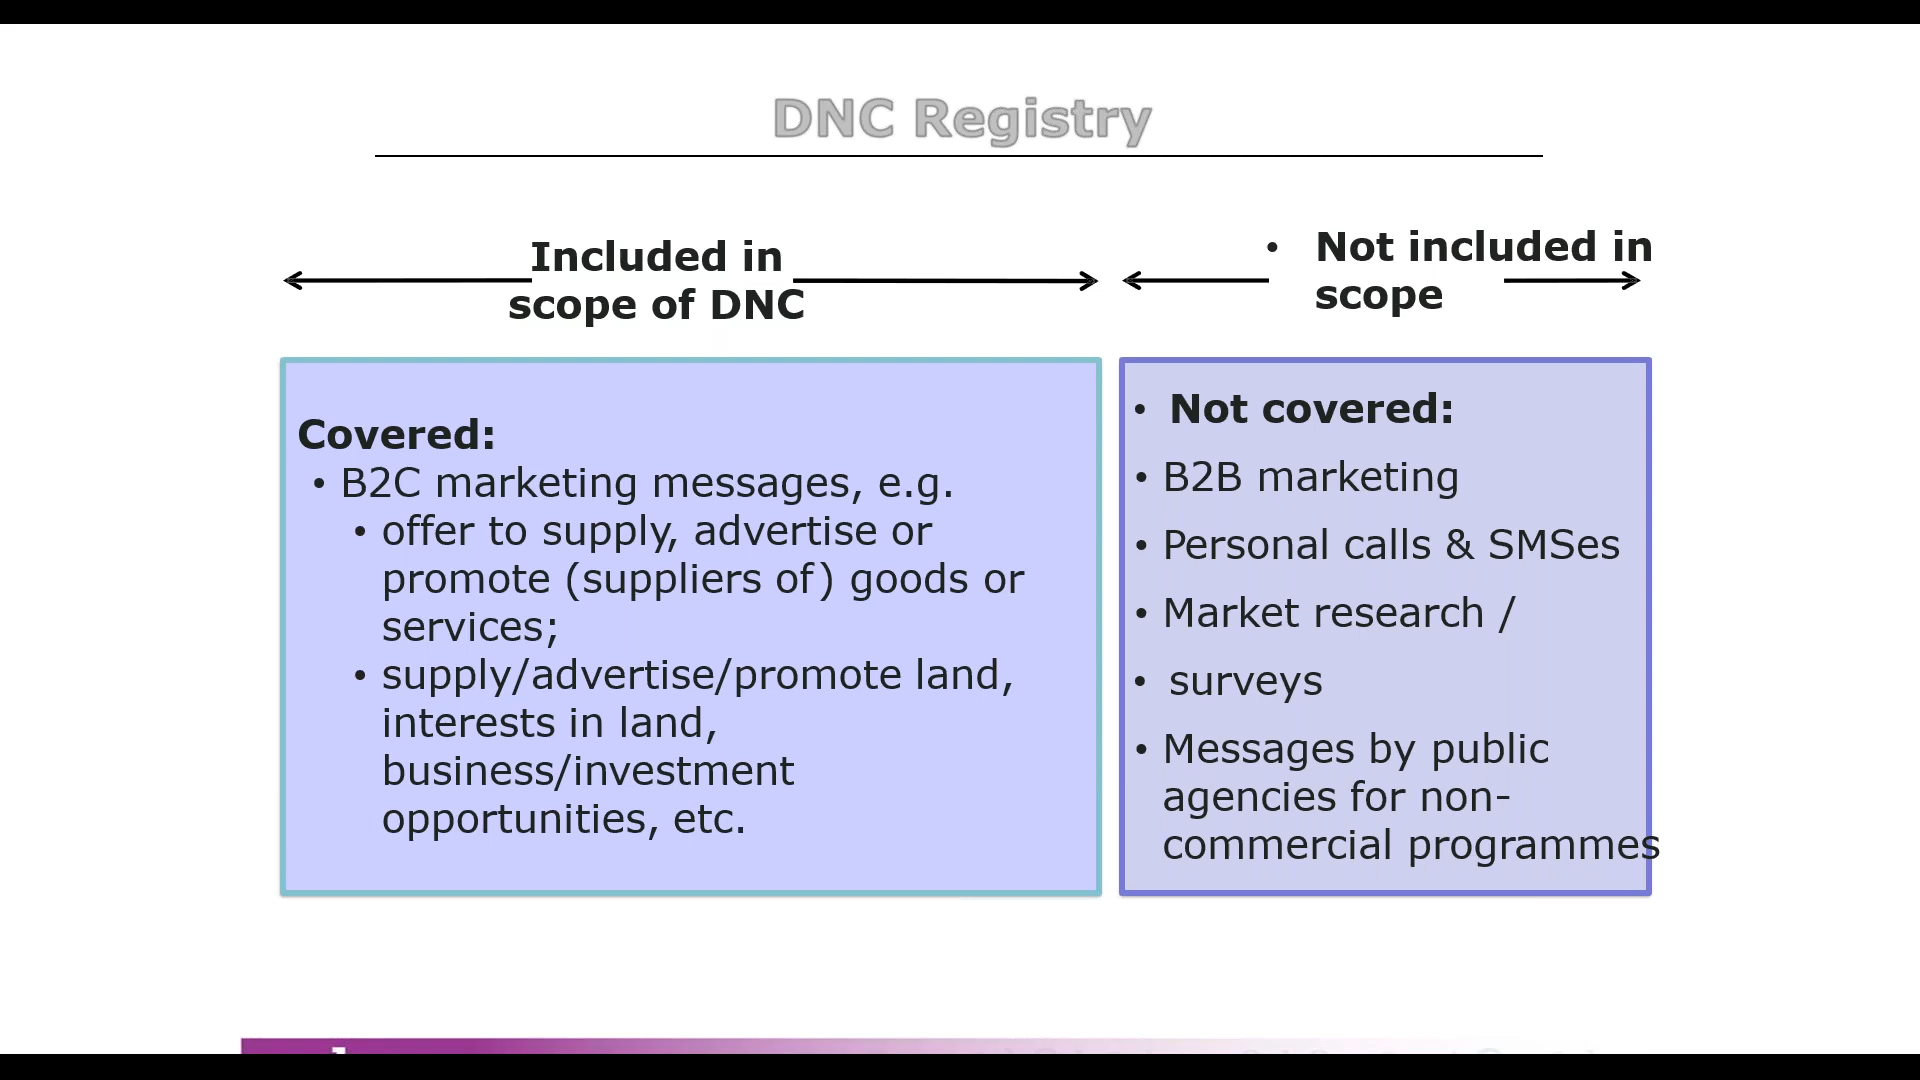 DNC Registry
Included in
scope of DNC
• Not included in
scope
Covered:
• B2C marketing messages, e.g.
• offer to supply, advertise or
promote (suppliers of) goods or
services;
• supply/advertise/promote land,
interests in land,
business/investment
opportunities, etc.
• Not covered:
• B2B marketing
• Personal calls & SMSes
• Market research /
• surveys
• Messages by public
agencies for non-
commercial programmes